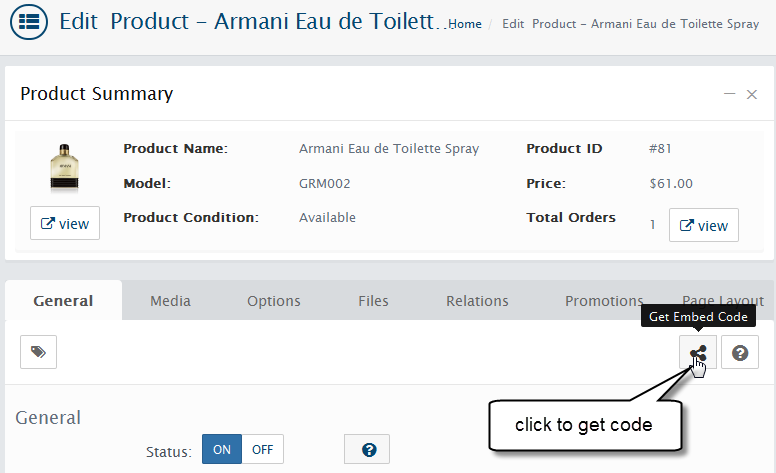 Edit Product – Armani Eau de Toilett... Home / Edit Product – Armani Eau de Toilette Spray
Product Summary
Product Name: Armani Eau de Toilette Spray Product ID #81
Model: GRM002 Price: $61.00
Product Condition: Available Total Orders 1 view
view
General Media Options Files Relations Promotions Page Layout
Get Embed Code
click to get code
General
Status: ON OFF